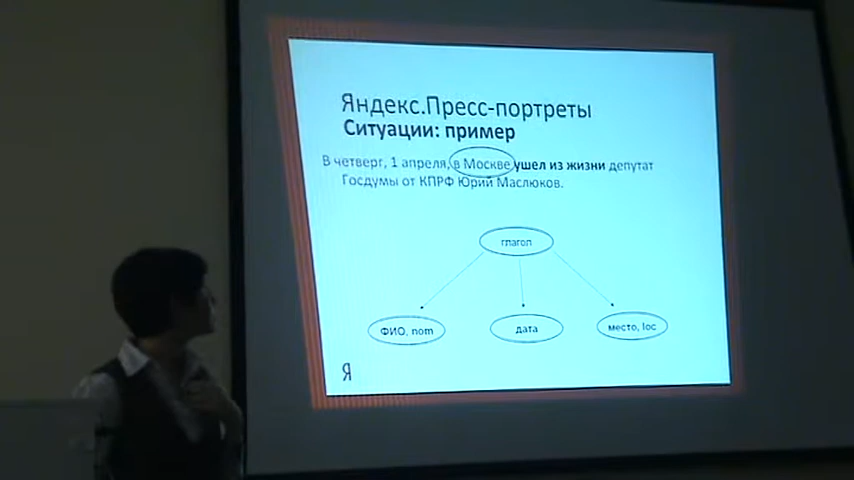 Яндекс.Пресс-портреты
Ситуации: пример
В четверг, 1 апреля, в Москве ушел из жизни депутат
Госдумы от КПРФ Юрий Маслюков.
глагол
ФИО, nom
дата
место, loc
Я